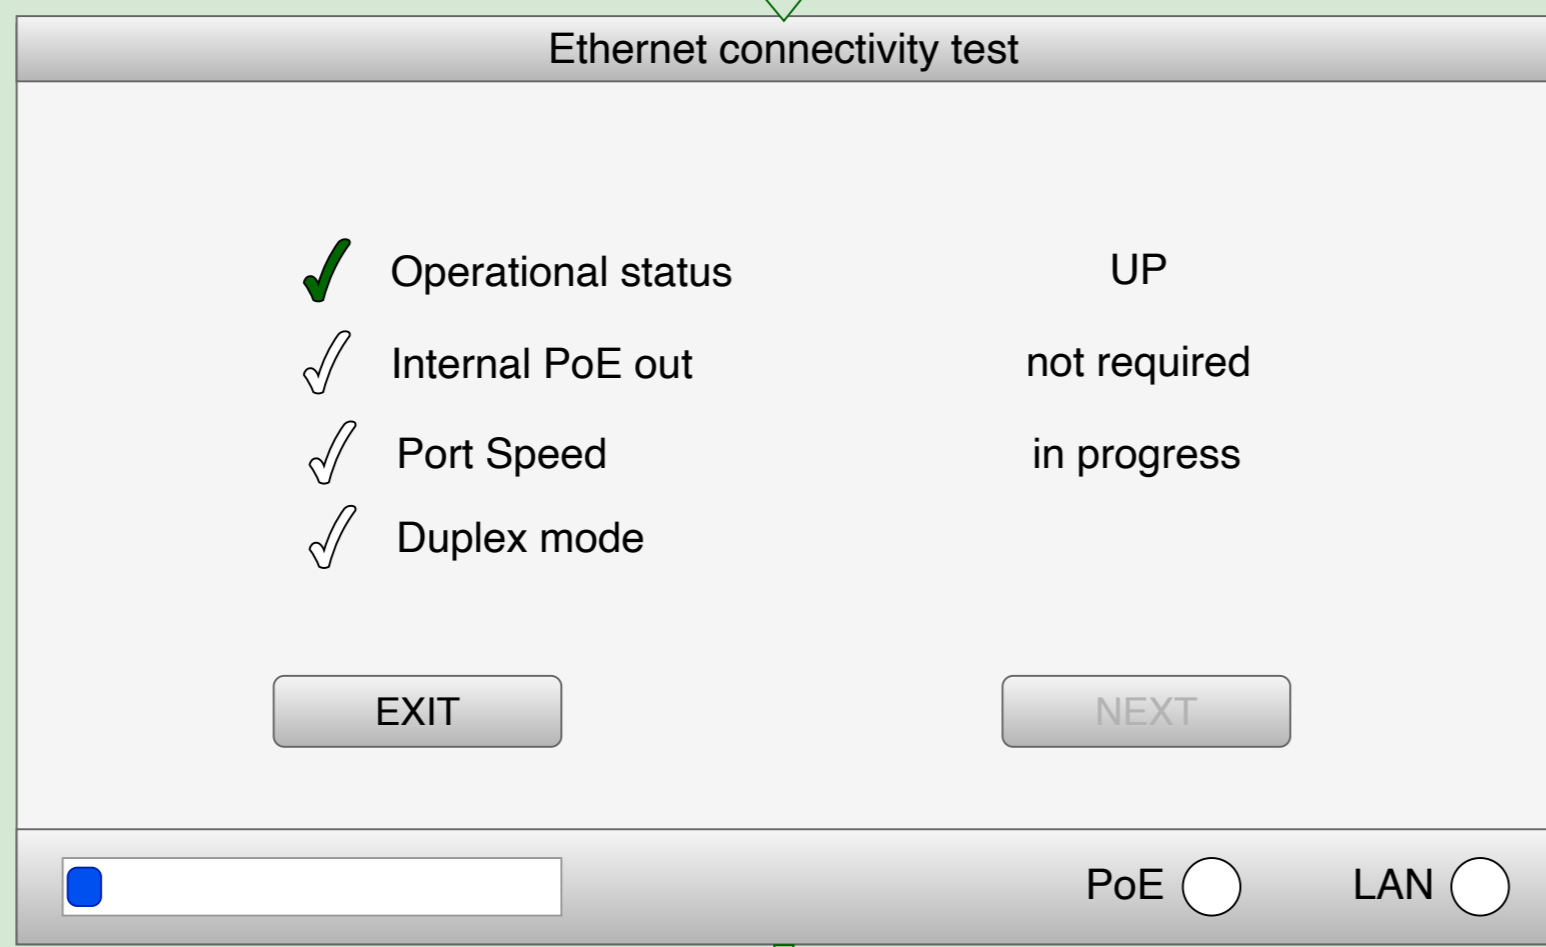 Ethernet connectivity test
Operational status UP
Internal PoE out not required
Port Speed in progress
Duplex mode
EXIT NEXT
PoE LAN